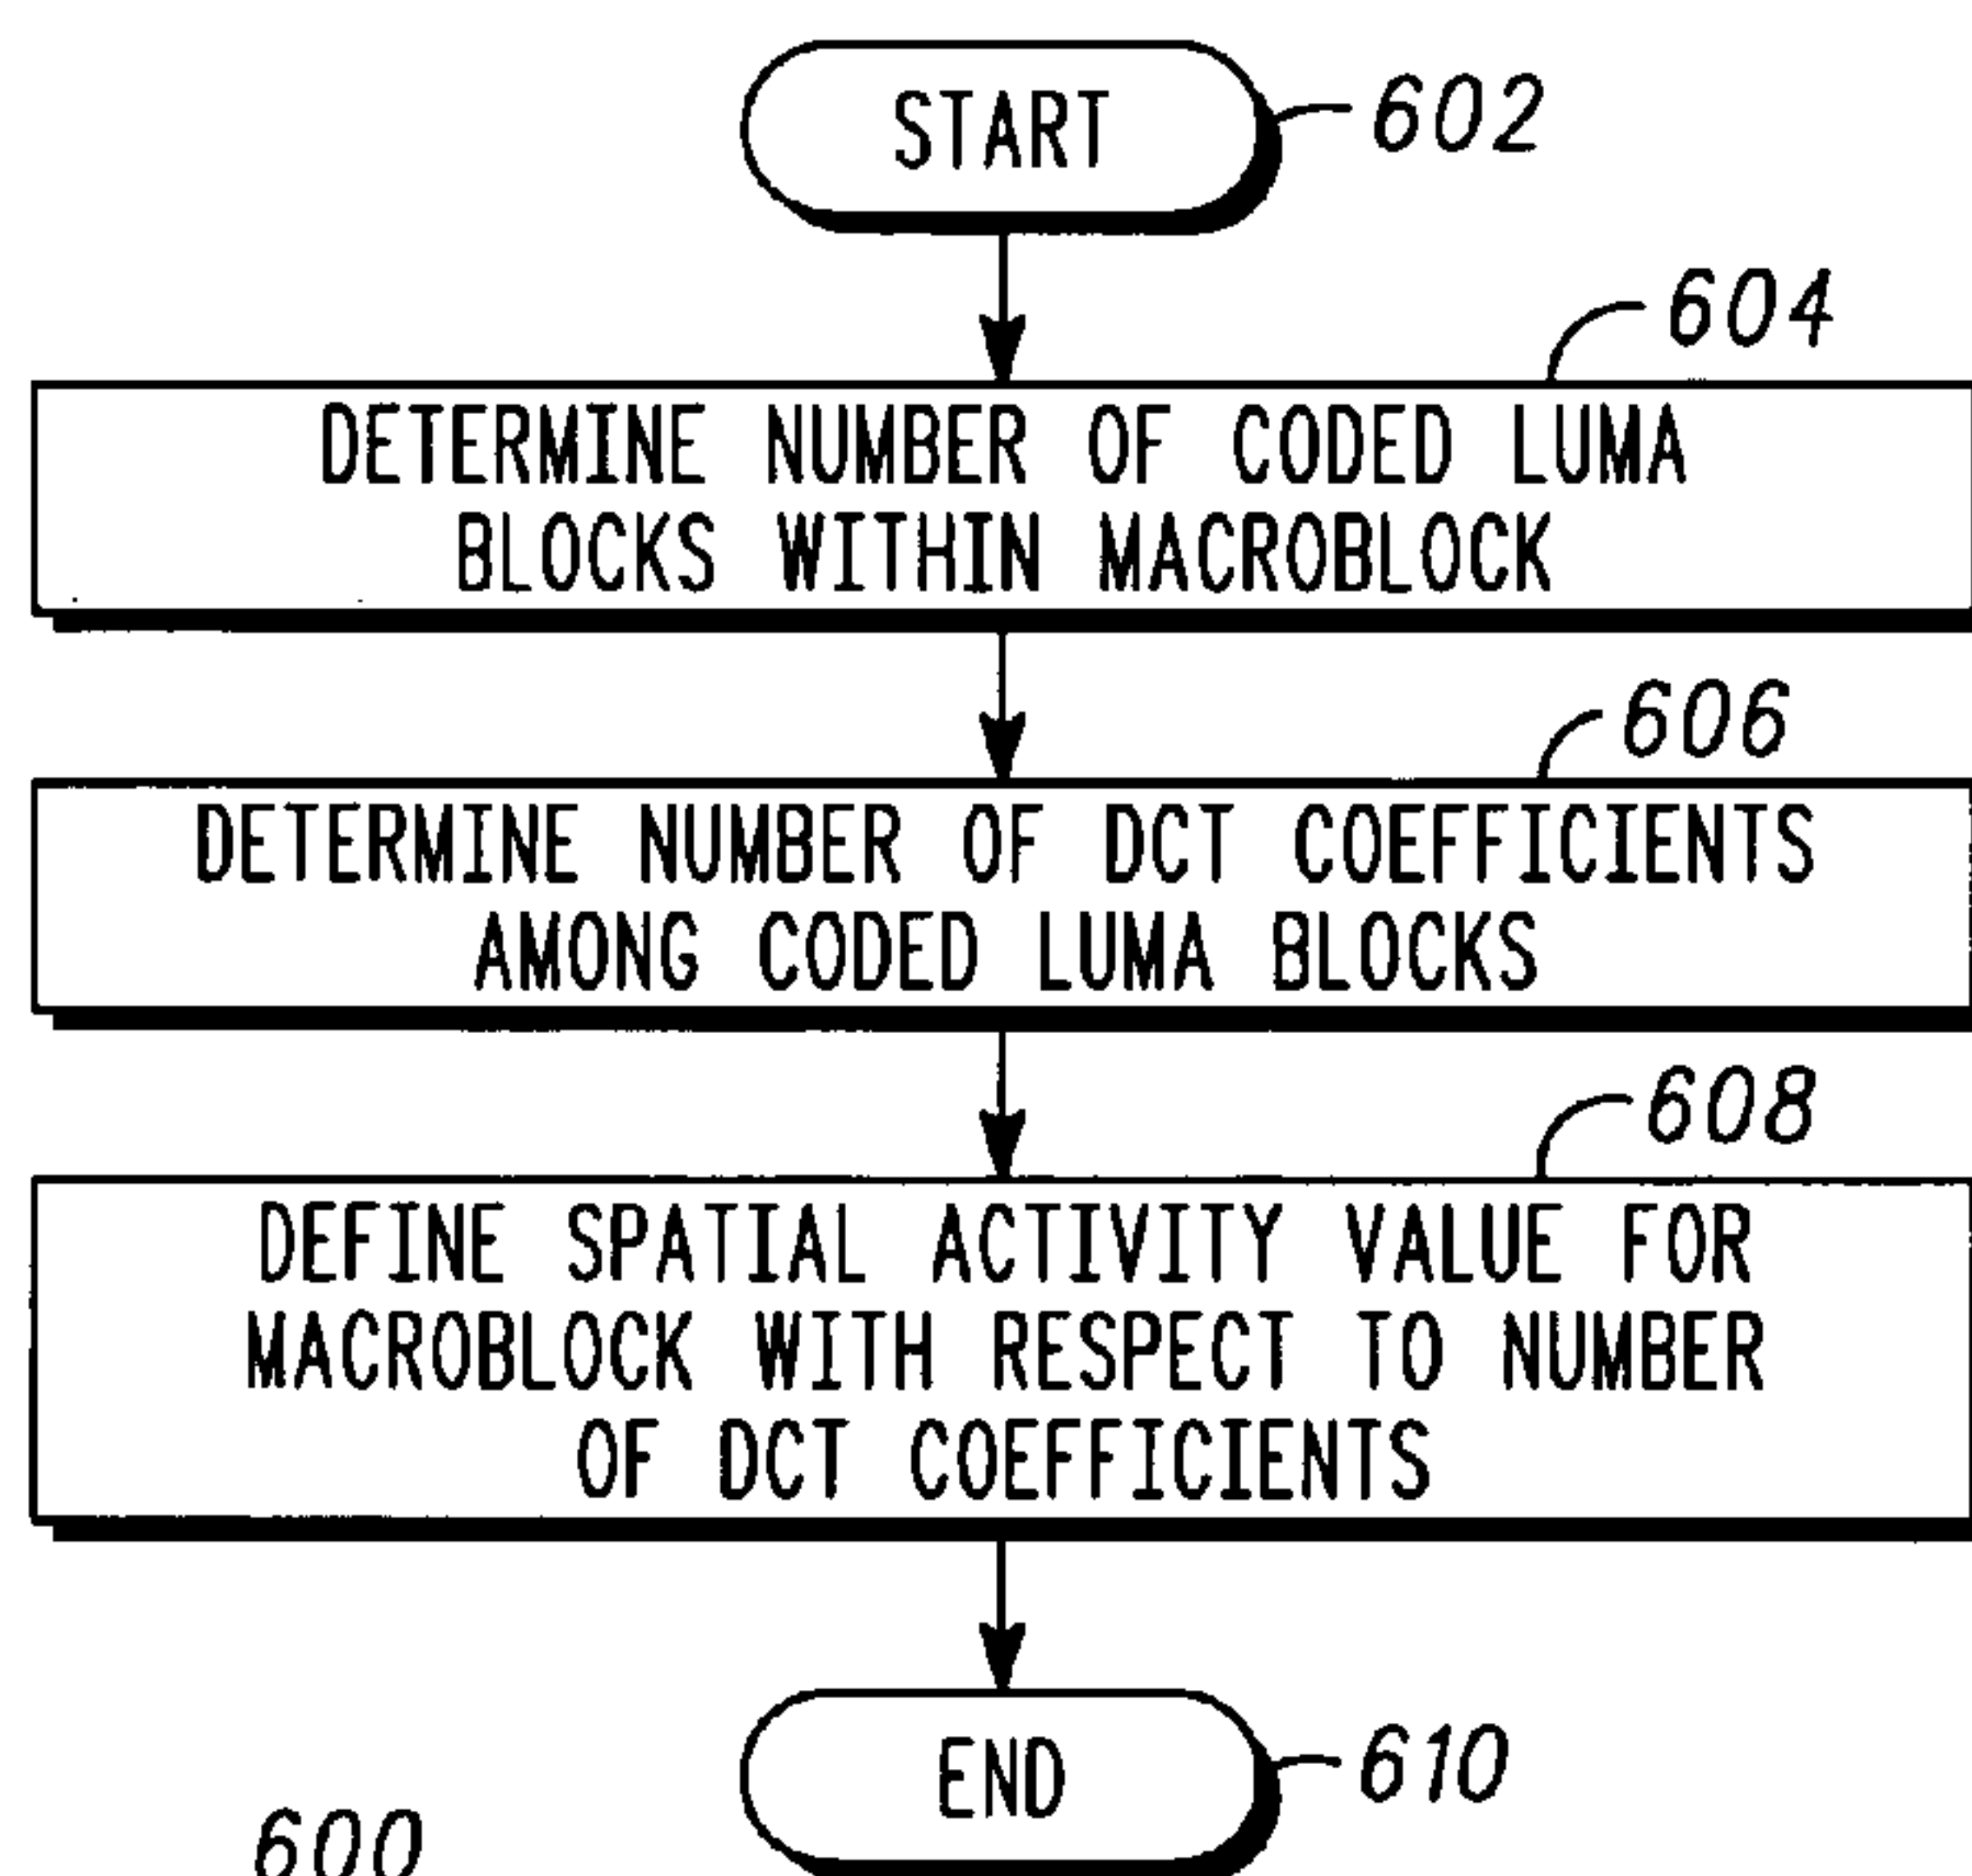 START
602
604
DETERMINE NUMBER OF CODED LUMA
BLOCKS WITHIN MACROBLOCK
606
DETERMINE NUMBER OF DCT COEFFICIENTS
AMONG CODED LUMA BLOCKS
608
DEFINE SPATIAL ACTIVITY VALUE FOR
MACROBLOCK WITH RESPECT TO NUMBER
OF DCT COEFFICIENTS
END
610
600